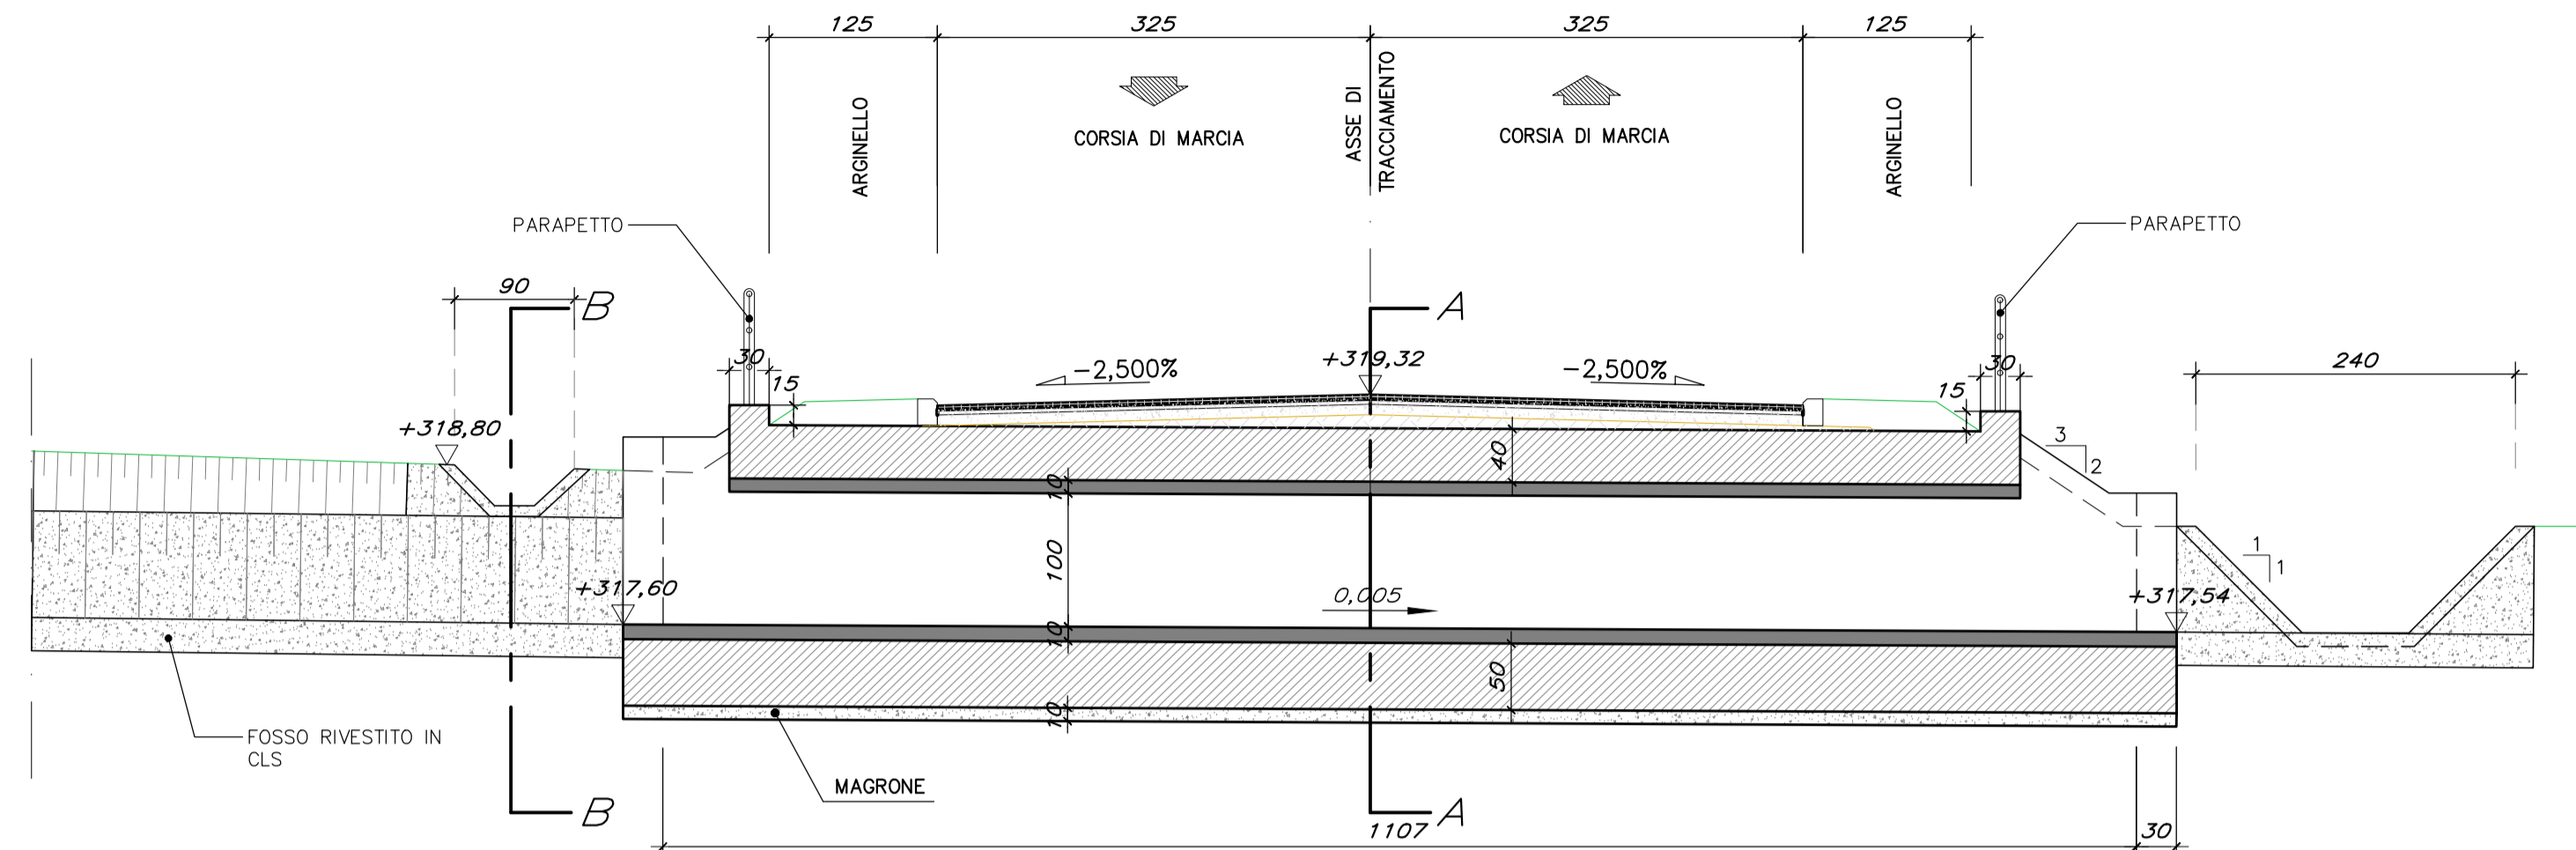 125
325
325
125
ARGINELLO
CORSIA DI MARCIA
ASSE DI
TRACCIAMENTO
CORSIA DI MARCIA
ARGINELLO
PARAPETTO
PARAPETTO
90
B
A
30
15
-2,500%
+319,32
-2,500%
30
15
240
+318,80
3
2
40
10
100
1
1
+317,60
0,005
+317,54
10
50
10
FOSSO RIVESTITO IN
CLS
MAGRONE
B
A
1107
30